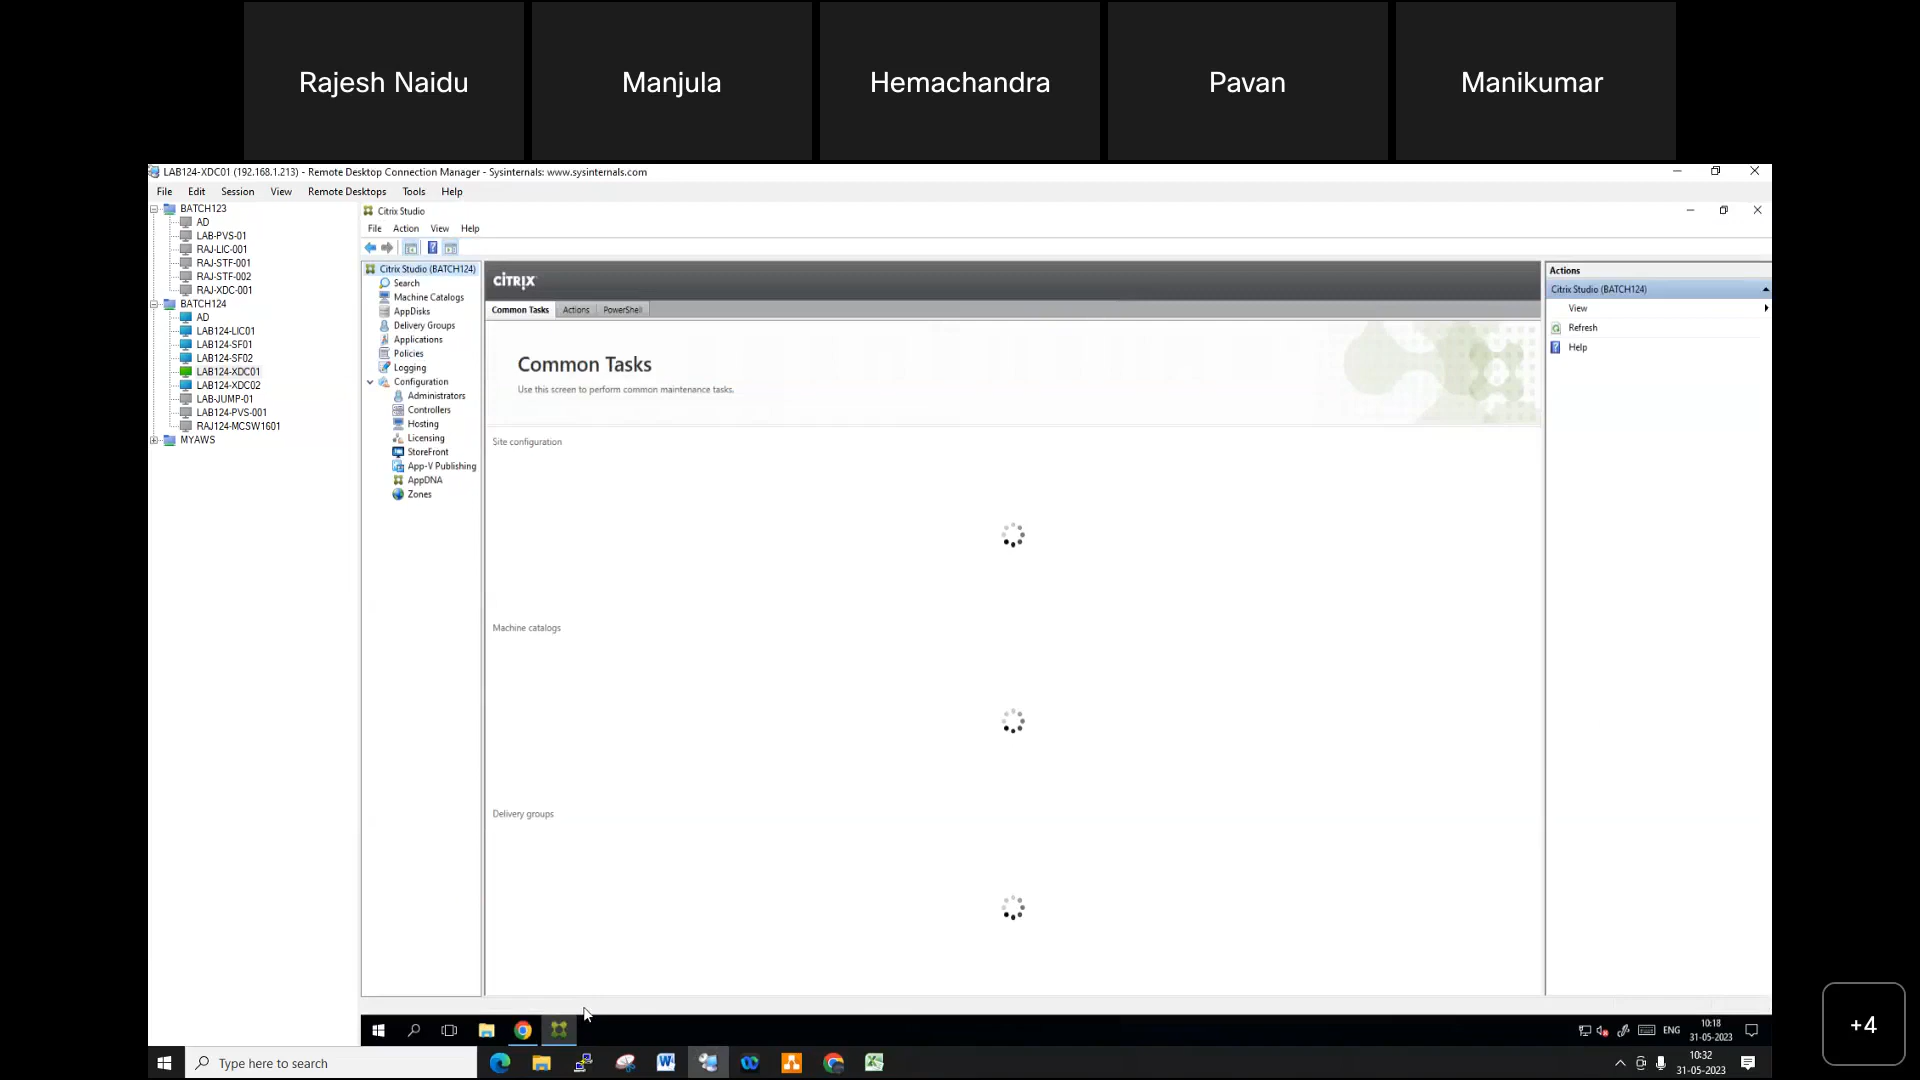 Rajesh Naidu
Manjula
Hemachandra
Pavan
Manikumar
LAB124-XDC01 (192.168.1.213) - Remote Desktop Connection Manager - Sysinternals: www.sysinternals.com
File Edit Session View Remote Desktops Tools Help
BATCH123
AD
LAB-PVS-01
RAJ-LIC-001
RAJ-STF-001
RAJ-STF-002
RAJ-XDC-001
BATCH124
AD
LAB124-LIC01
LAB124-SF01
LAB124-SF02
LAB124-XDC01
LAB124-XDC02
LAB-JUMP-01
LAB124-PVS-001
RAJ124-MCSW1601
MYAWS
Citrix Studio
File Action View Help
Citrix Studio (BATCH124)
Search
Machine Catalogs
AppDisks
Delivery Groups
Applications
Policies
Logging
Configuration
Administrators
Controllers
Hosting
Licensing
StoreFront
App-V Publishing
AppDNA
Zones
CITRIX
Common Tasks Actions PowerShell
Common Tasks
Use this screen to perform common maintenance tasks.
Site configuration
Machine catalogs
Delivery groups
Actions
Citrix Studio (BATCH124)
View
Refresh
Help
ENG
10:18
31-05-2023
Type here to search
10:32
31-05-2023
+4